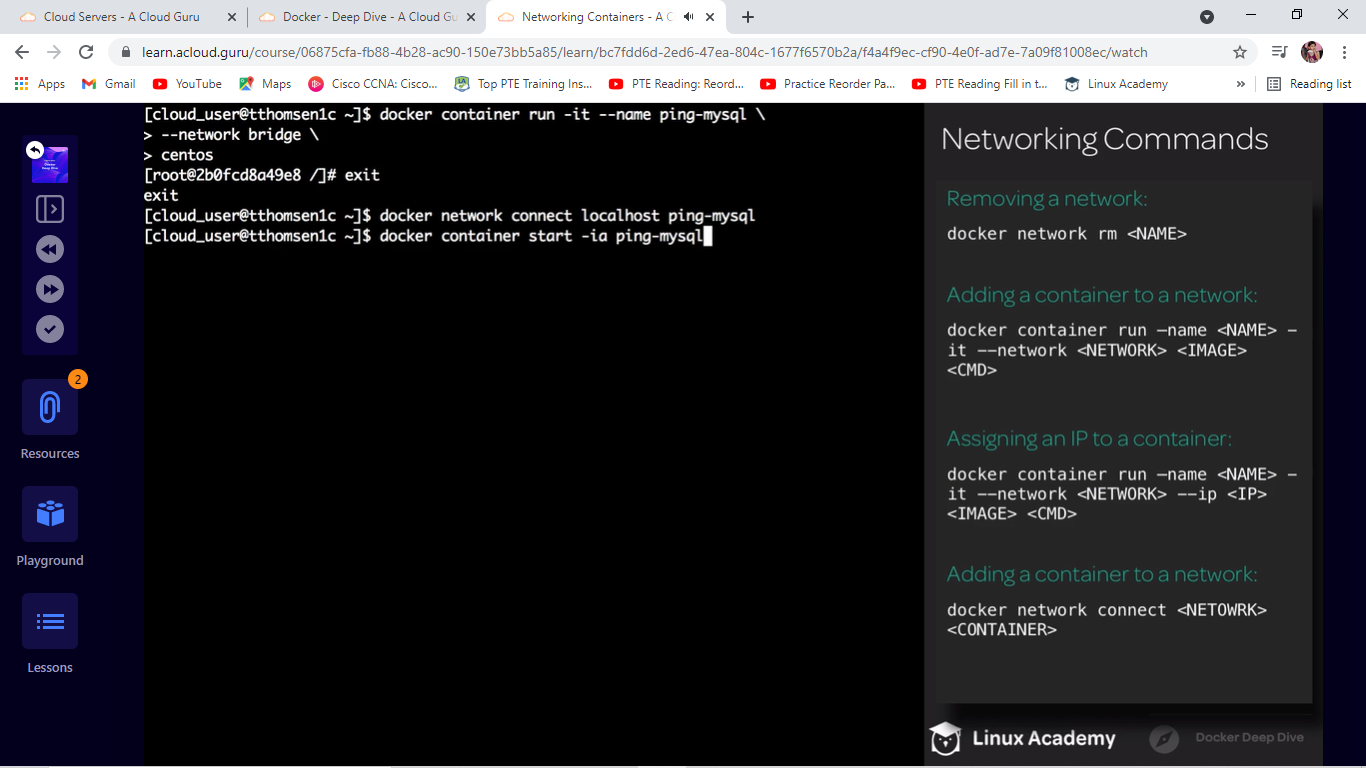 Cloud Servers - A Cloud Guru
Docker - Deep Dive - A Cloud Gu
Networking Containers - A C
learn.acloud.guru/course/06875cfa-fb88-4b28-ac90-150e73bb5a85/learn/bc7fdd6d-2ed6-47ea-804c-1677f6570b2a/f4a4f9ec-cf90-4e0f-ad7e-7a09f81008ec/watch
Apps
Gmail
YouTube
Maps
Cisco CCNA: Cisco...
Top PTE Training Ins...
PTE Reading: Reord...
Practice Reorder Pa...
PTE Reading Fill in t...
Linux Academy
»
Reading list
[cloud_user@tthomsen1c ~]$ docker container run -it --name ping-mysql \
> --network bridge \
> centos
[root@2b0fcd8a49e8 /]# exit
exit
[cloud_user@tthomsen1c ~]$ docker network connect localhost ping-mysql
[cloud_user@tthomsen1c ~]$ docker container start -ia ping-mysql
2
Resources
Playground
Lessons
Networking Commands
Removing a network:
docker network rm <NAME>
Adding a container to a network:
docker container run —name <NAME> –
it ——network <NETWORK> <IMAGE>
<CMD>
Assigning an IP to a container:
docker container run —name <NAME> –
it ——network <NETWORK> --ip <IP>
<IMAGE> <CMD>
Adding a container to a network:
docker network connect <NETOWRK>
<CONTAINER>
Linux Academy
Docker Deep Dive